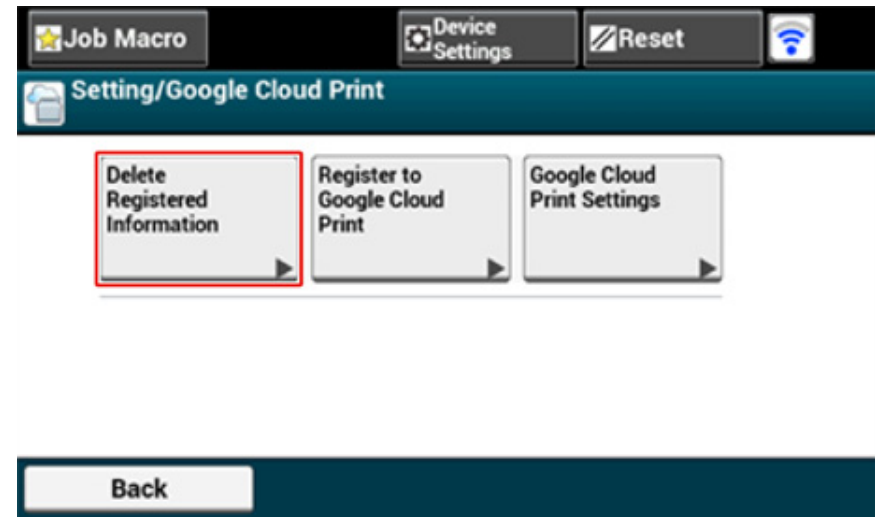 Job Macro
Device
Settings
Reset
Setting/Google Cloud Print
Delete
Registered
Information
Register to
Google Cloud
Print
Google Cloud
Print Settings
Back